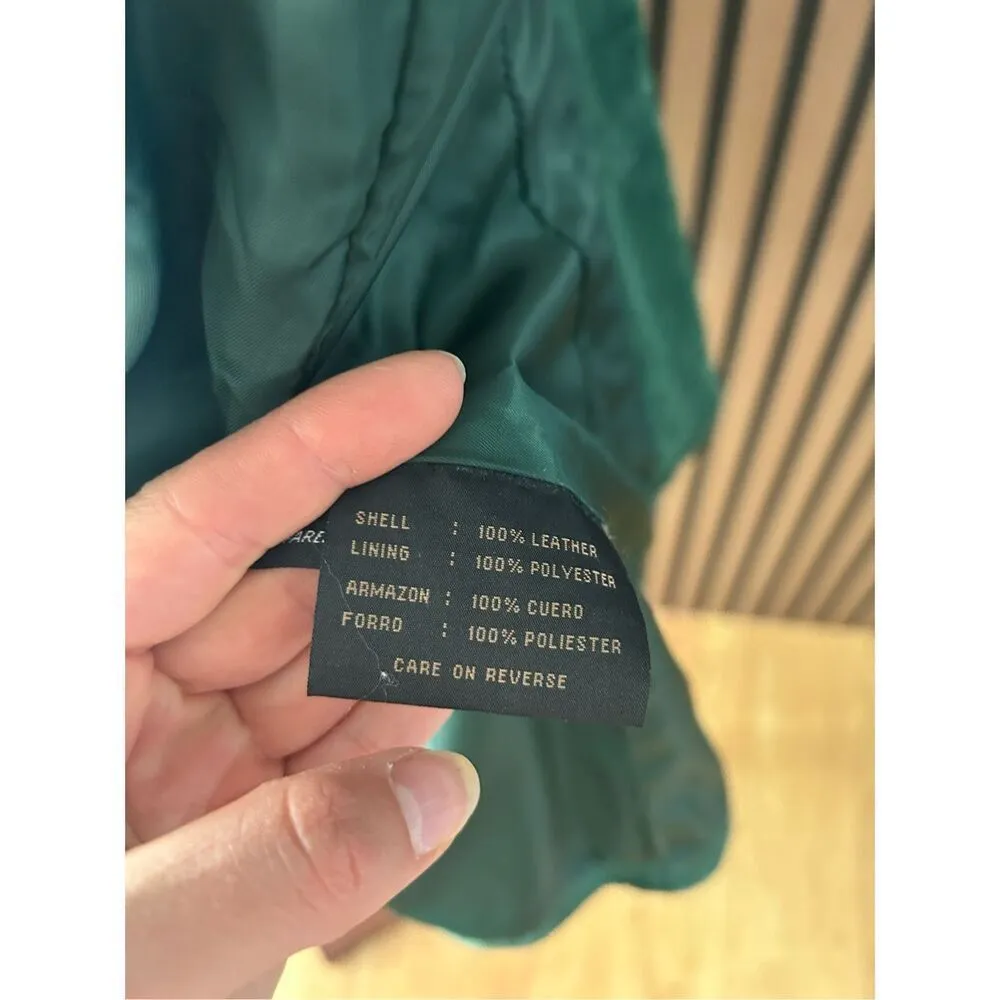 SHELL : 100% LEATHER
LINING : 100% POLYESTER
ARMAZON : 100% CUERO
FORRO : 100% POLIESTER
CARE ON REVERSE